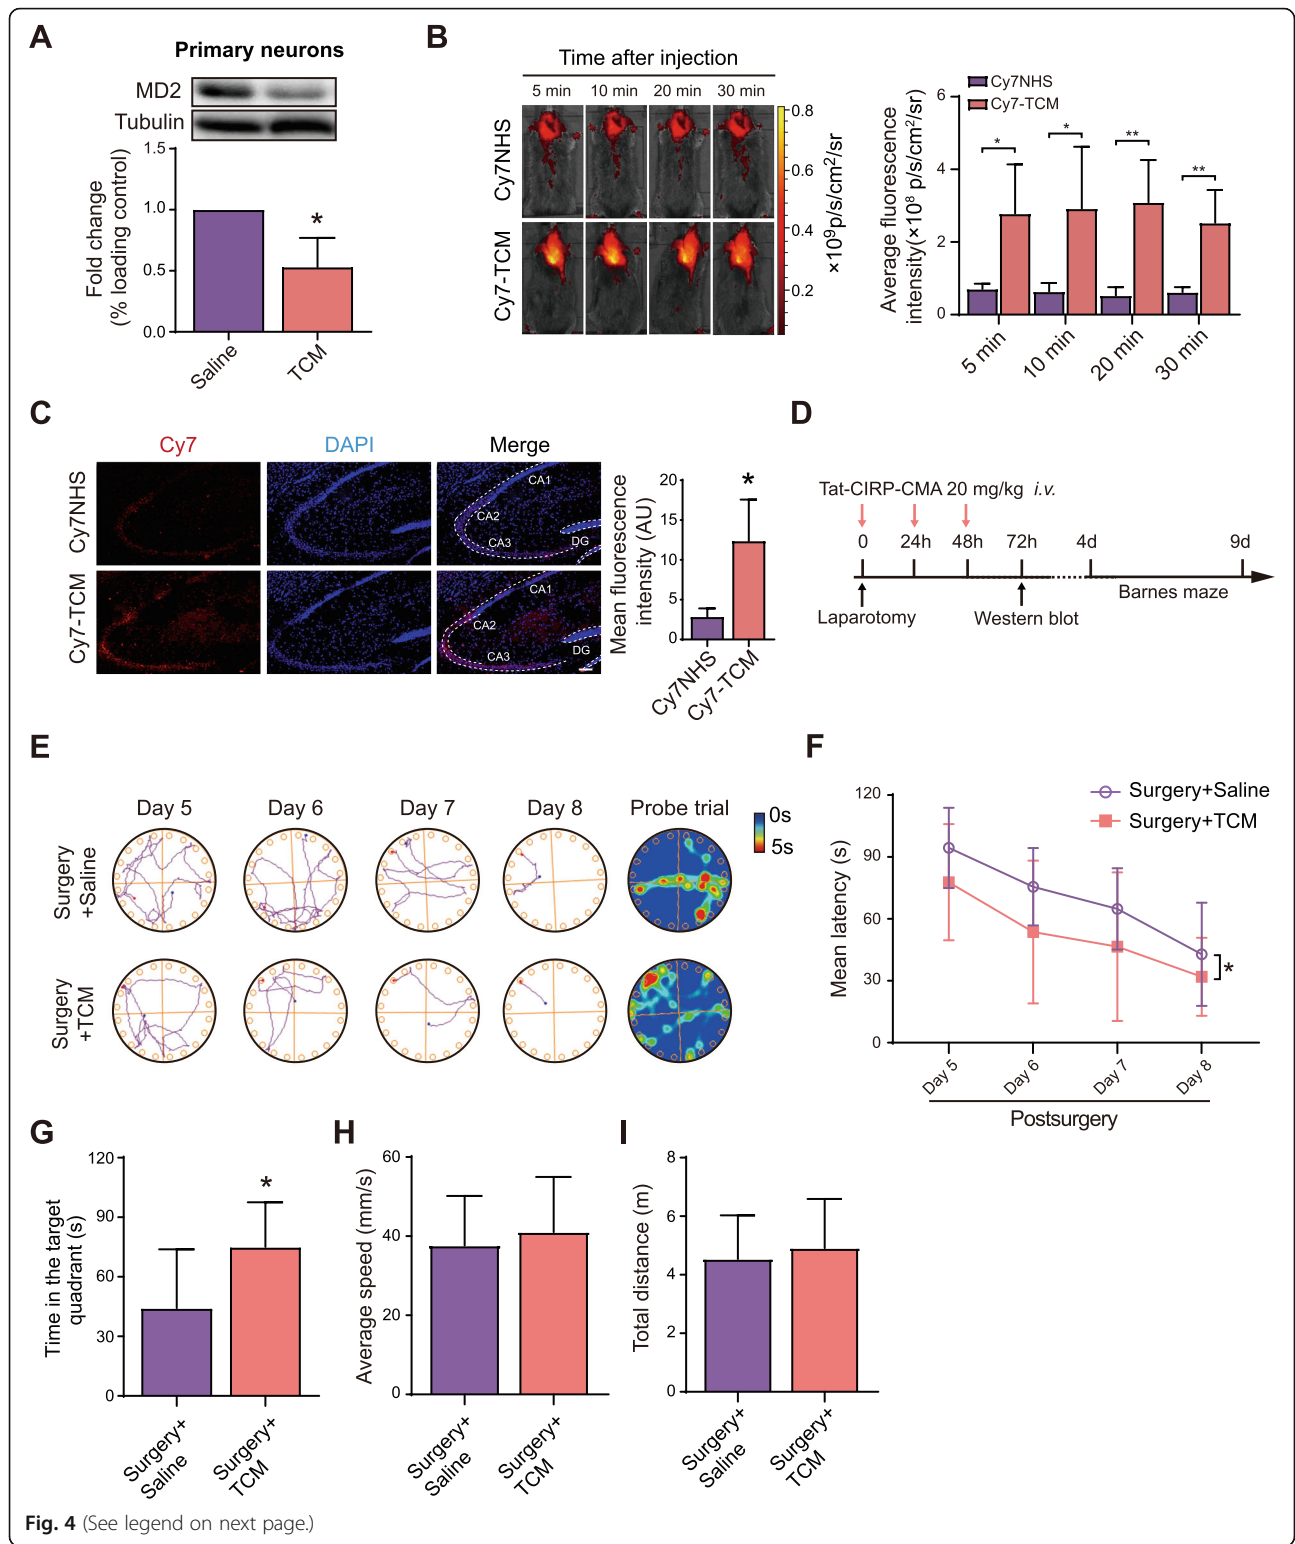 A
Primary neurons
MD2
Tubulin
Fold change
(% loading control)
1.5
1.0
0.5
0.0
*
Saline
TCM
B
Time after injection
5 min 10 min 20 min 30 min
Cy7NHS
Cy7-TCM
0.8
0.6
0.4
0.2
×10⁹p/s/cm²/sr
Cy7NHS
Cy7-TCM
Average fluorescence
intensity(×10⁸ p/s/cm²/sr)
6
4
2
0
* * ** **
5 min 10 min 20 min 30 min
C
Cy7 DAPI Merge
Cy7NHS
Cy7-TCM
CA1
CA2
CA3
DG
CA1
CA2
CA3
DG
Mean fluorescence
intensity (AU)
20
15
10
5
0
*
Cy7NHS
Cy7-TCM
D
Tat-CIRP-CMA 20 mg/kg i.v.
0 24h 48h 72h 4d 9d
Barnes maze
Laparotomy Western blot
E
Day 5 Day 6 Day 7 Day 8 Probe trial
0s
5s
Surgery
+Saline
Surgery
+TCM
F
Surgery+Saline
Surgery+TCM
Mean latency (s)
120
90
60
30
0
*
Day 5 Day 6 Day 7 Day 8
Postsurgery
G
Time in the target
quadrant (s)
120
90
60
30
0
*
Surgery+
Saline
Surgery+
TCM
H
Average speed (mm/s)
60
40
20
0
Surgery+
Saline
Surgery+
TCM
I
Total distance (m)
8
6
4
2
0
Surgery+
Saline
Surgery+
TCM
Fig. 4 (See legend on next page.)